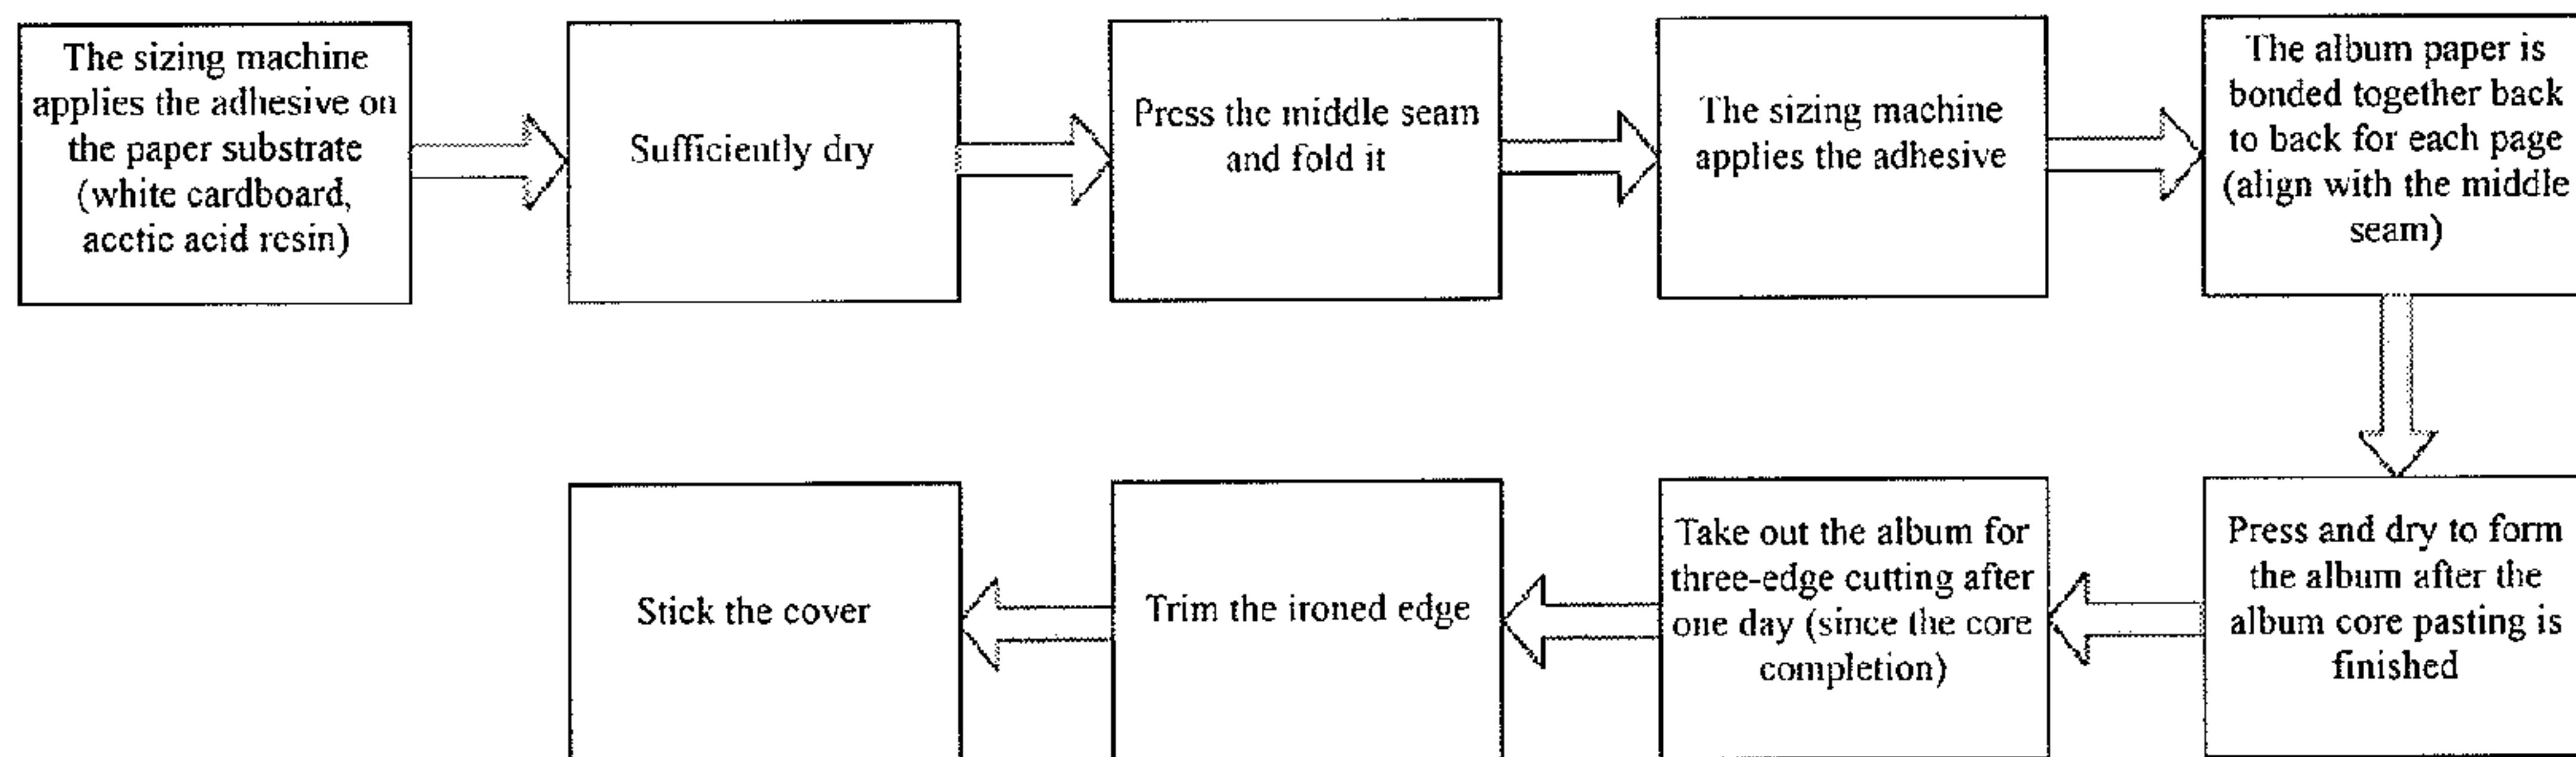 The sizing machine
applies the adhesive on
the paper substrate
(white cardboard,
acetic acid resin)
Sufficiently dry
Press the middle seam
and fold it
The sizing machine
applies the adhesive
The album paper is
bonded together back
to back for each page
(align with the middle
seam)
Press and dry to form
the album after the
album core pasting is
finished
Take out the album for
three-edge cutting after
one day (since the core
completion)
Trim the ironed edge
Stick the cover